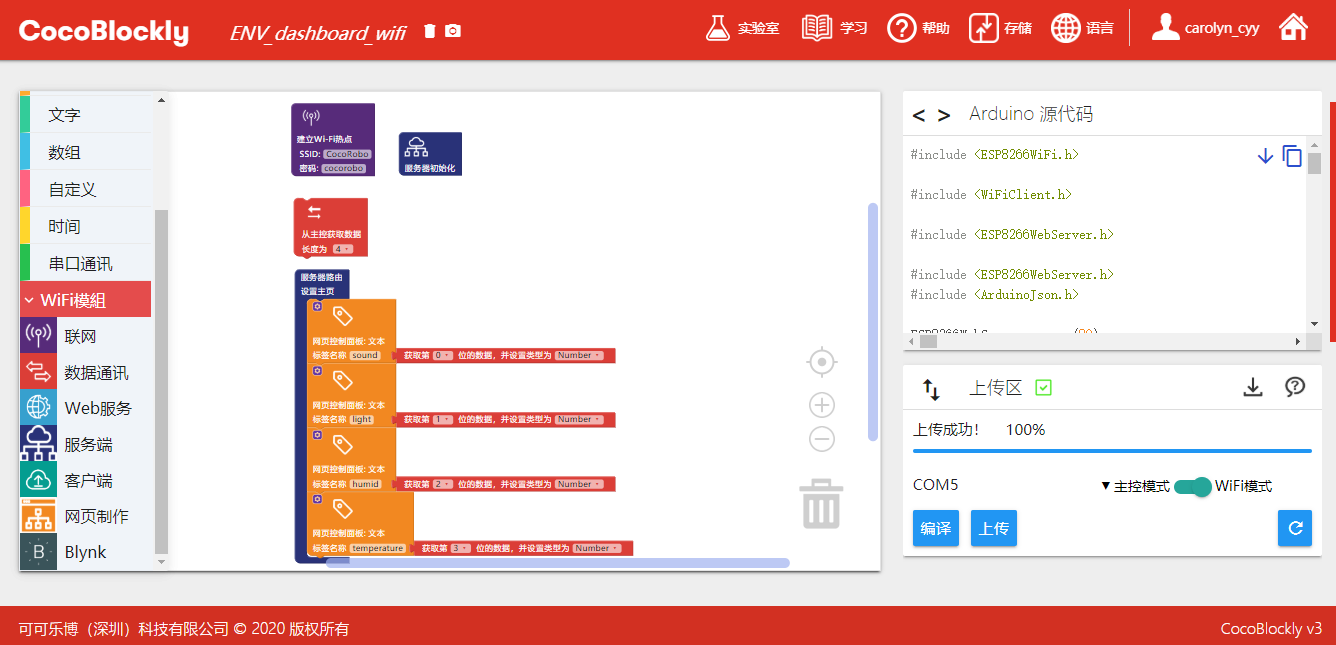 CocoBlockly
ENV_dashboard_wifi
实验室
学习
帮助
存储
语言
carolyn_cyy
文字
数组
自定义
时间
串口通讯
WiFi模組
联网
数据通讯
Web服务
服务端
客户端
网页制作
B
Blynk
建立Wi-Fi热点
SSID: CocoRobo
密码: cocorobo
服务器初始化
从主控获取数据
长度为 4
服务器路由
设置主页
网页控制面板: 文本
标签名称 sound 获取第 0 位的数据，并设置类型为 Number
网页控制面板: 文本
标签名称 light 获取第 1 位的数据，并设置类型为 Number
网页控制面板: 文本
标签名称 humid 获取第 2 位的数据，并设置类型为 Number
网页控制面板: 文本
标签名称 temperature 获取第 3 位的数据，并设置类型为 Number
< > Arduino 源代码
#include <ESP8266WiFi.h>
#include <WiFiClient.h>
#include <ESP8266WebServer.h>
#include <ESP8266WebServer.h>
#include <ArduinoJson.h>
上传区
上传成功！ 100%
COM5
主控模式 WiFi模式
编译
上传
可可乐博（深圳）科技有限公司 © 2020 版权所有
CocoBlockly v3